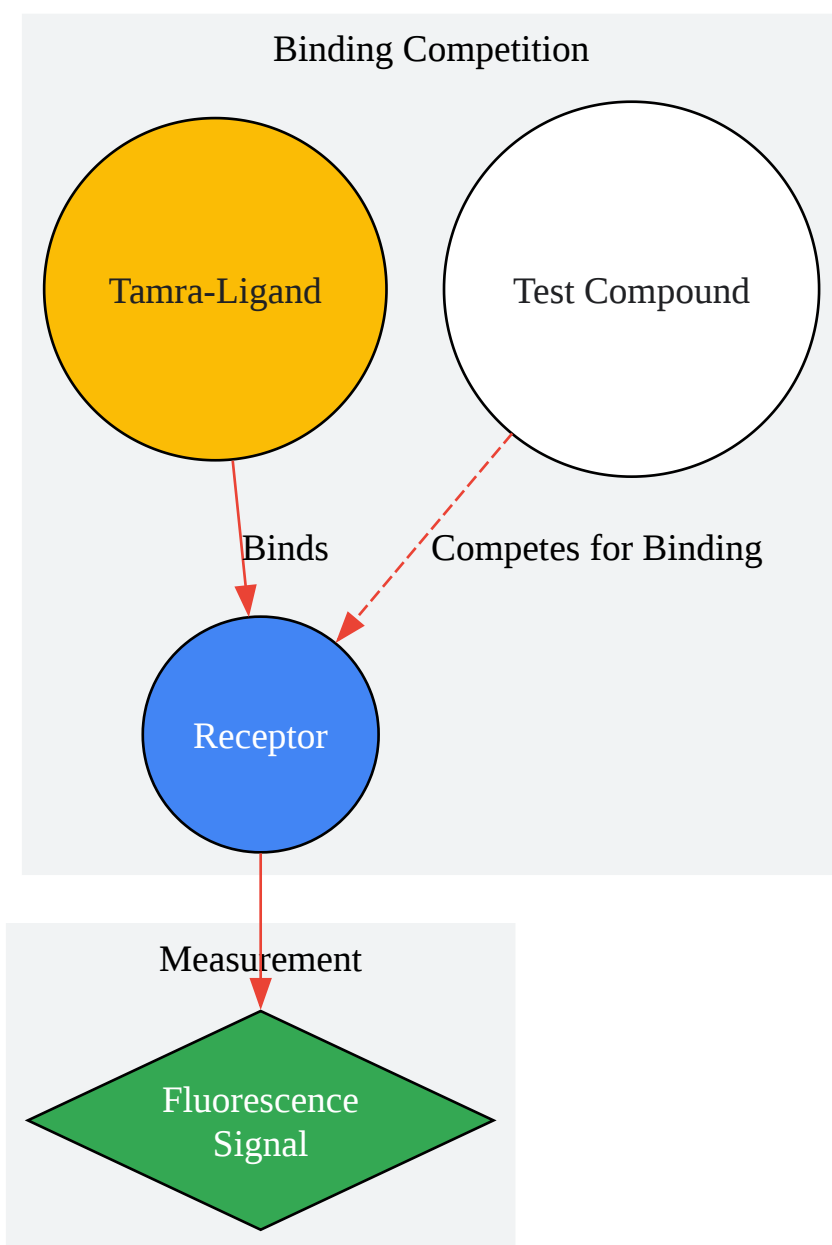 Binding Competition
Tamra-Ligand
Test Compound
Binds
Competes for Binding
Receptor
Measurement
Fluorescence
Signal